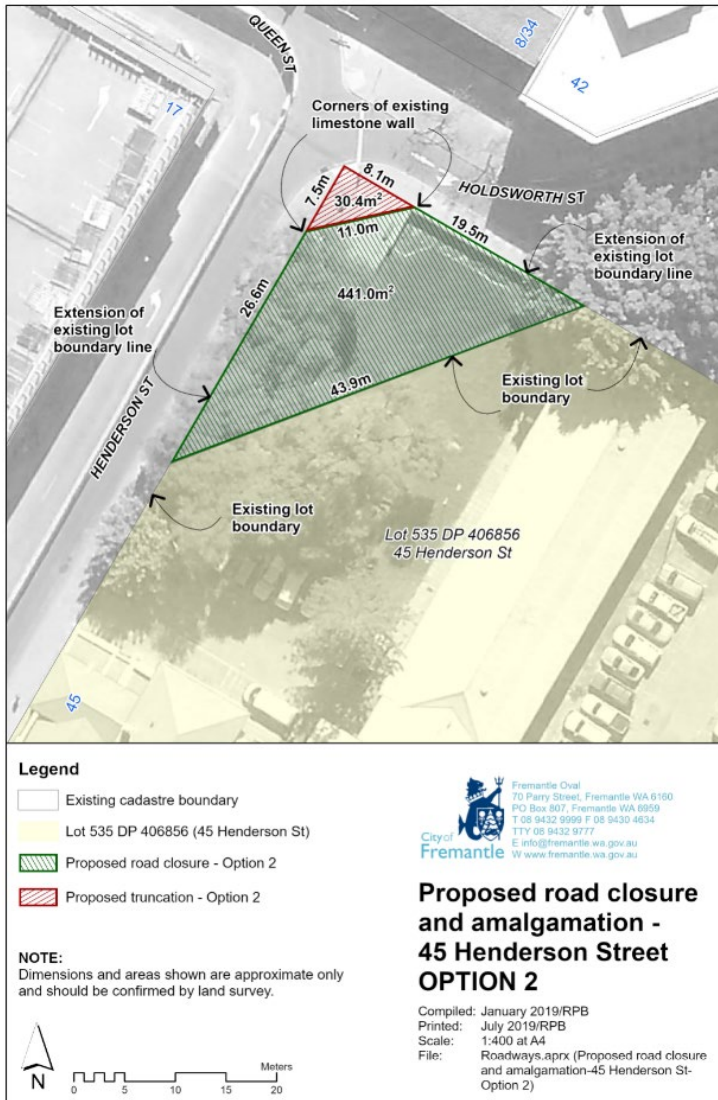 QUEEN ST
8/34
42
17
Corners of existing
limestone wall
7.5m
8.1m
30.4m²
HOLDSWORTH ST
11.0m
19.5m
Extension of
existing lot
boundary line
26.6m
441.0m²
Extension of
existing lot
boundary line
43.9m
Existing lot
boundary
HENDERSON ST
Existing lot
boundary
Lot 535 DP 406856
45 Henderson St
45
Legend
Existing cadastre boundary
Lot 535 DP 406856 (45 Henderson St)
Proposed road closure - Option 2
Proposed truncation - Option 2
NOTE:
Dimensions and areas shown are approximate only
and should be confirmed by land survey.
N
Meters
0 5 10 20
City of
Fremantle
Fremantle Oval
70 Parry Street, Fremantle WA 6160
PO Box 807, Fremantle WA 6959
T 08 9432 9999 F 08 9430 4634
TTY 08 9432 9777
E info@fremantle.wa.gov.au
W www.fremantle.wa.gov.au
Proposed road closure
and amalgamation -
45 Henderson Street
OPTION 2
Compiled: January 2019/RPB
Printed: July 2019/RPB
Scale: 1:400 at A4
File: Roadways.aprx (Proposed road closure
and amalgamation-45 Henderson St-
Option 2)